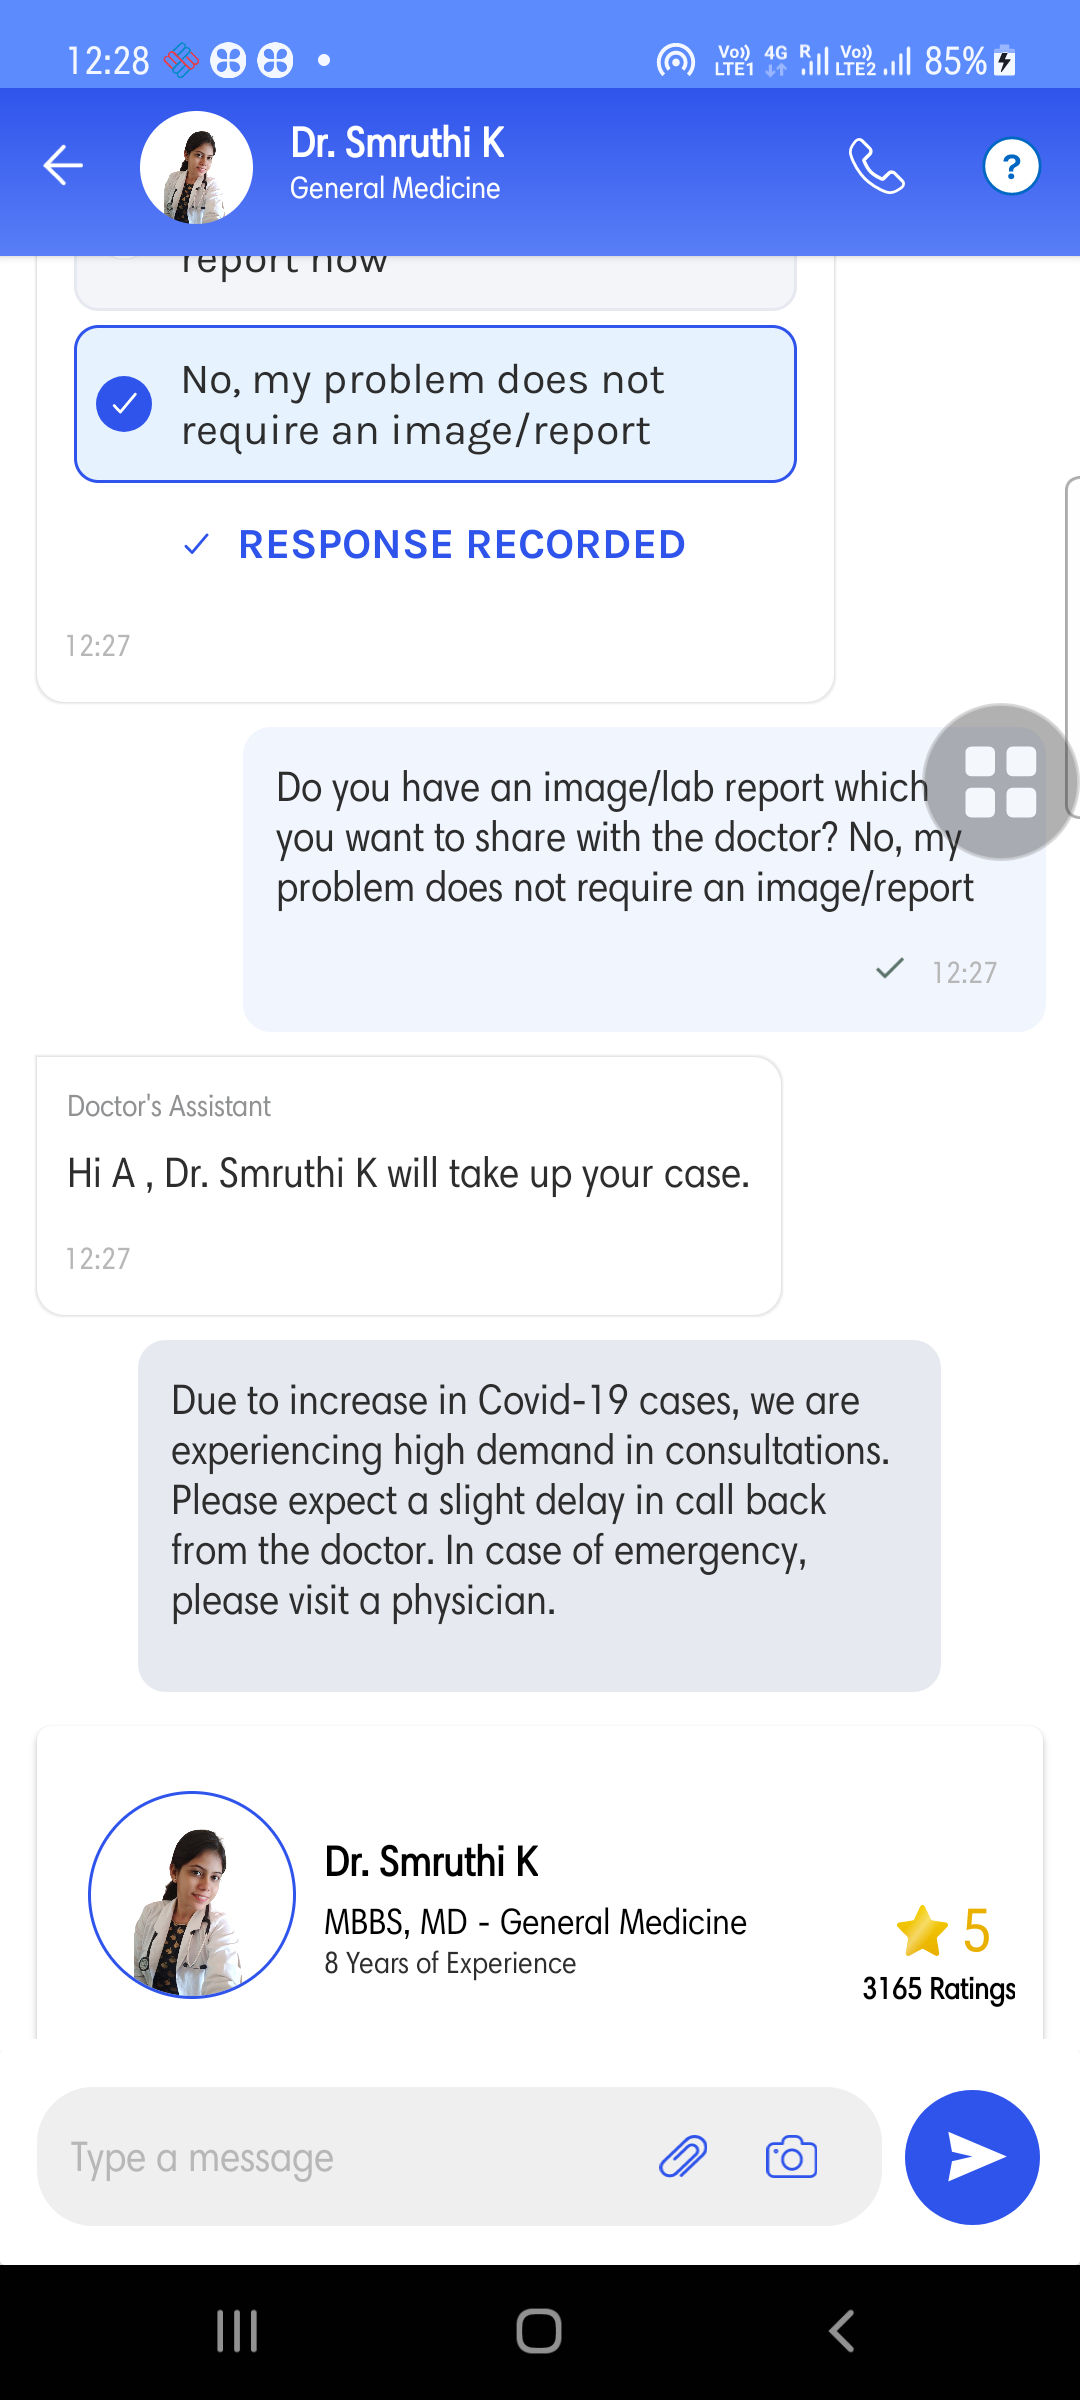 12:28
Vo)) LTE1 4G R Vo)) LTE2 85%
Dr. Smruthi K
General Medicine
?
report now
No, my problem does not
require an image/report
RESPONSE RECORDED
12:27
Do you have an image/lab report which
you want to share with the doctor? No, my
problem does not require an image/report
12:27
Doctor's Assistant
Hi A , Dr. Smruthi K will take up your case.
12:27
Due to increase in Covid-19 cases, we are
experiencing high demand in consultations.
Please expect a slight delay in call back
from the doctor. In case of emergency,
please visit a physician.
Dr. Smruthi K
MBBS, MD - General Medicine
8 Years of Experience
5
3165 Ratings
Type a message